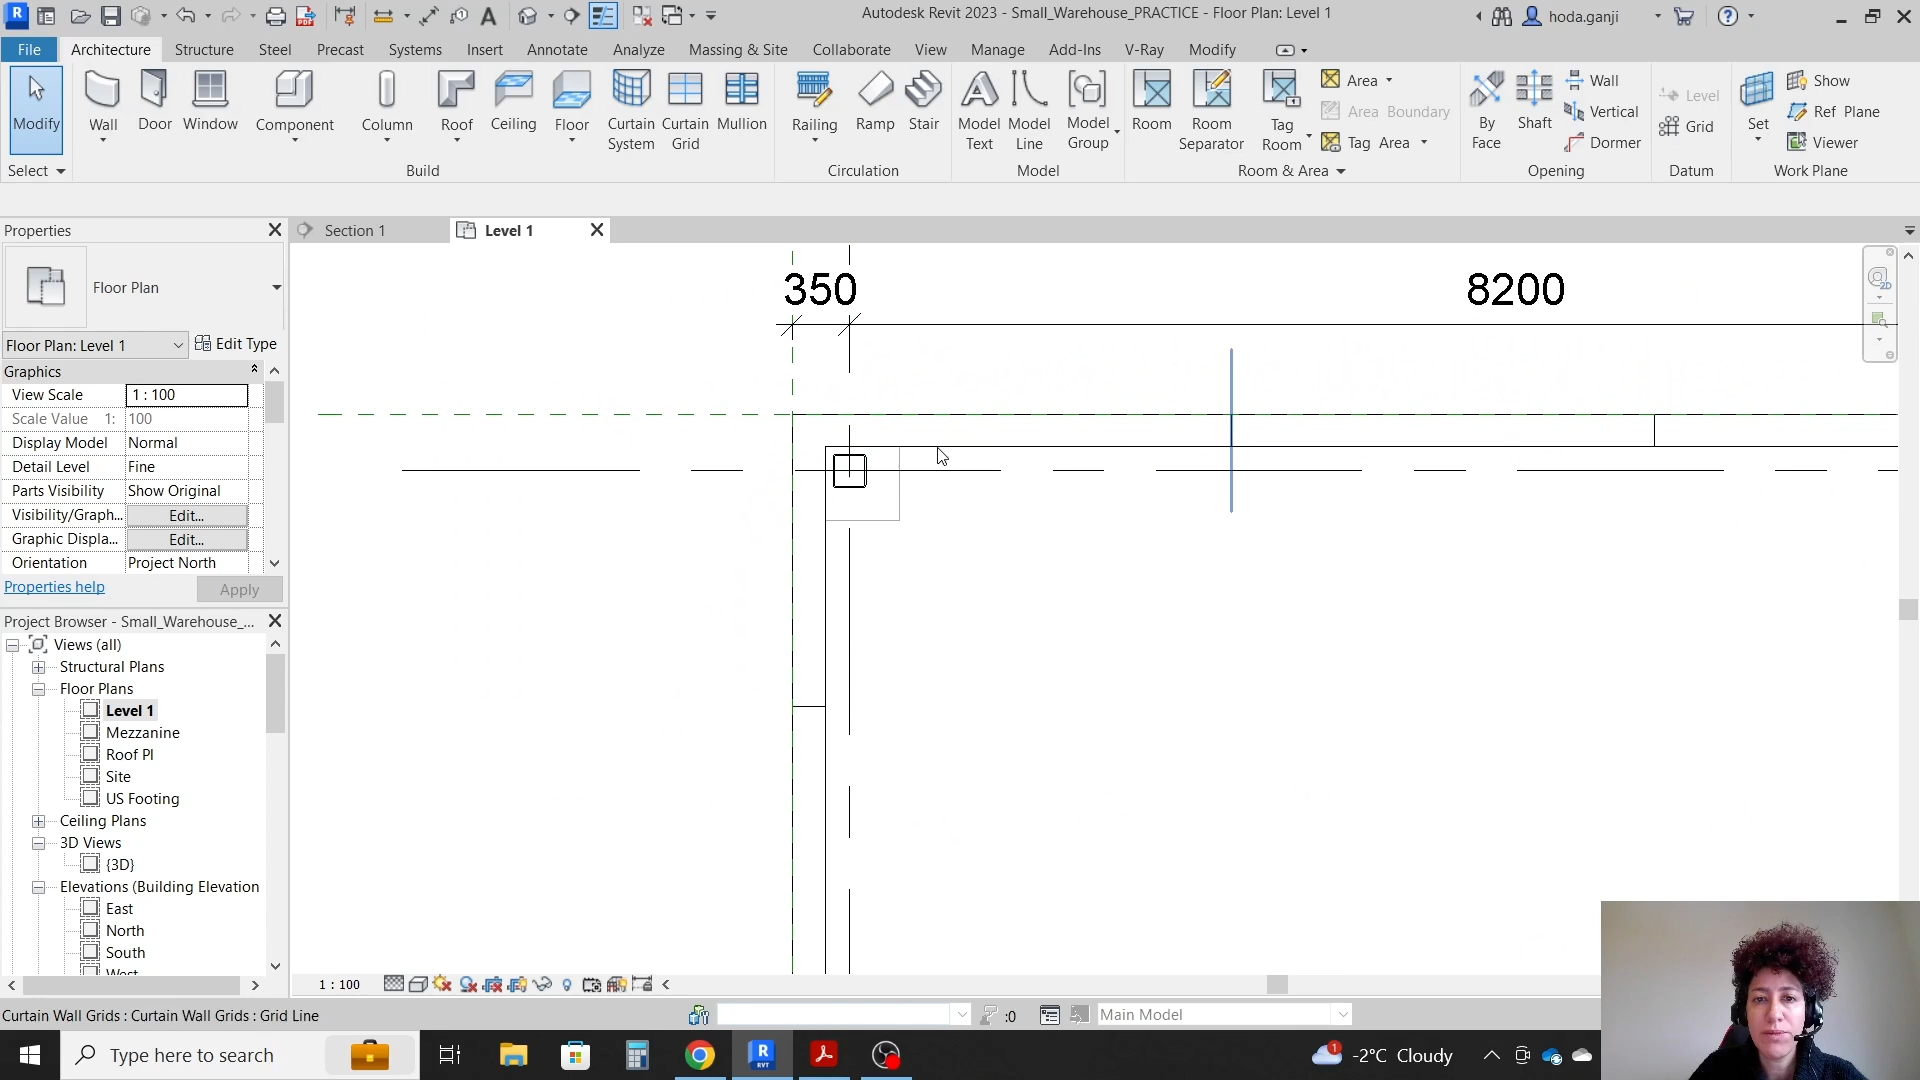 Autodesk Revit 2023 - Small_Warehouse_PRACTICE - Floor Plan: Level 1
hoda.ganji
File Architecture Structure Steel Precast Systems Insert Annotate Analyze Massing & Site Collaborate View Manage Add-Ins V-Ray Modify
Modify
Wall
Door
Window
Component
Column
Roof
Ceiling
Floor
Curtain System
Curtain Grid
Mullion
Railing
Ramp
Stair
Model Text
Model Line
Model Group
Room
Room Separator
Tag Room
Area
Area Boundary
Tag Area
By Face
Shaft
Wall
Vertical
Dormer
Level
Grid
Set
Show
Ref Plane
Viewer
Select
Build
Circulation
Model
Room & Area
Opening
Datum
Work Plane
Properties
Section 1
Level 1
Floor Plan
Floor Plan: Level 1
Edit Type
Graphics
View Scale 1 : 100
Scale Value 1: 100
Display Model Normal
Detail Level Fine
Parts Visibility Show Original
Visibility/Graph... Edit...
Graphic Displa... Edit...
Orientation Project North
Properties help
Apply
Project Browser - Small_Warehouse_...
Views (all)
Structural Plans
Floor Plans
Level 1
Mezzanine
Roof Pl
Site
US Footing
Ceiling Plans
3D Views
{3D}
Elevations (Building Elevation
East
North
South
West
350
8200
2D
1 : 100
Curtain Wall Grids : Curtain Wall Grids : Grid Line
:0
Main Model
Type here to search
R
RVT
1
-2°C Cloudy